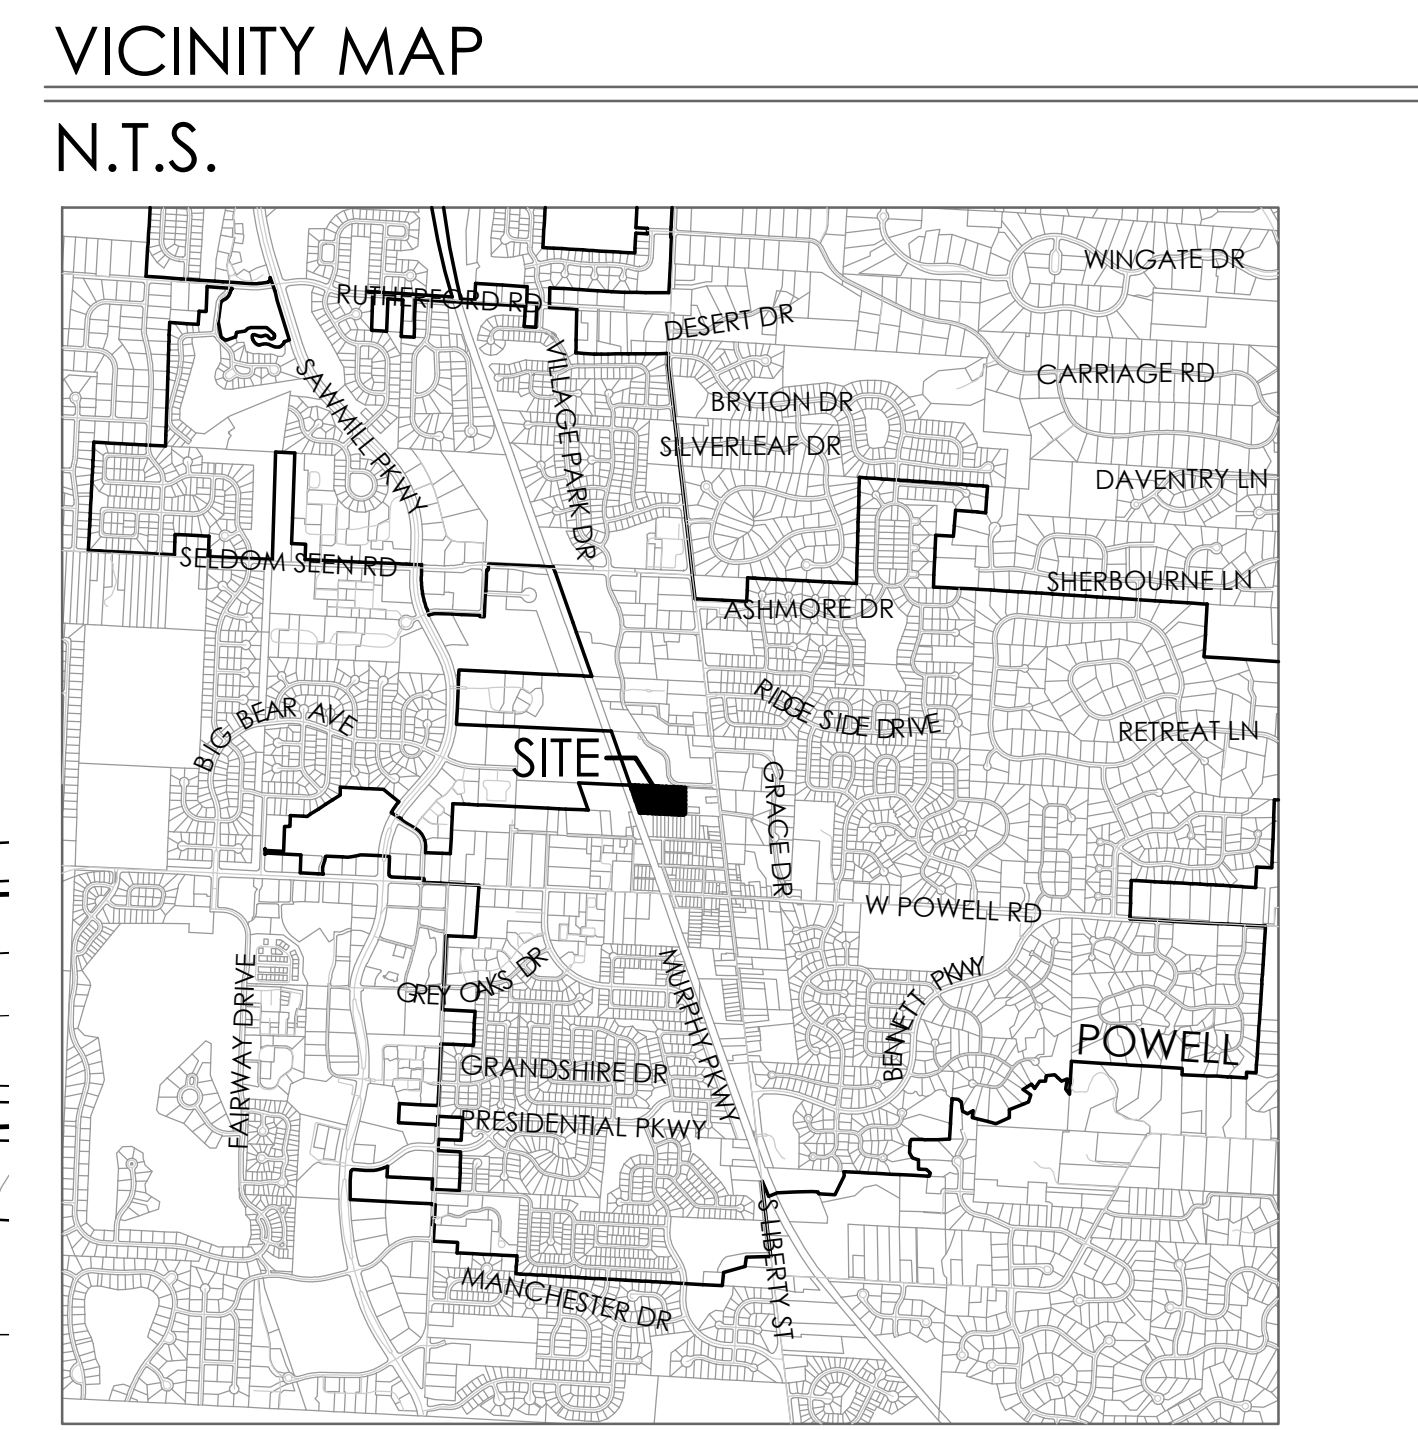 VICINITY MAP
N.T.S.
WINGATE DR
RUTHERFORD RD
DESERT DR
SAWMILL PKWY
VILLAGE PARK DR
CARRIAGE RD
BRYTON DR
SILVERLEAF DR
DAVENTRY LN
SELDOM SEEN RD
SHERBOURNE LN
ASHMORE DR
RIDGE SIDE DRIVE
BIG BEAR AVE
RETREAT LN
SITE
GRACE DR
W POWELL RD
GREY OAKS DR
MURPHY PKWY
BENNETT PKWY
FAIRWAY DRIVE
POWELL
GRANDSHIRE DR
PRESIDENTIAL PKWY
S LIBERTY ST
MANCHESTER DR